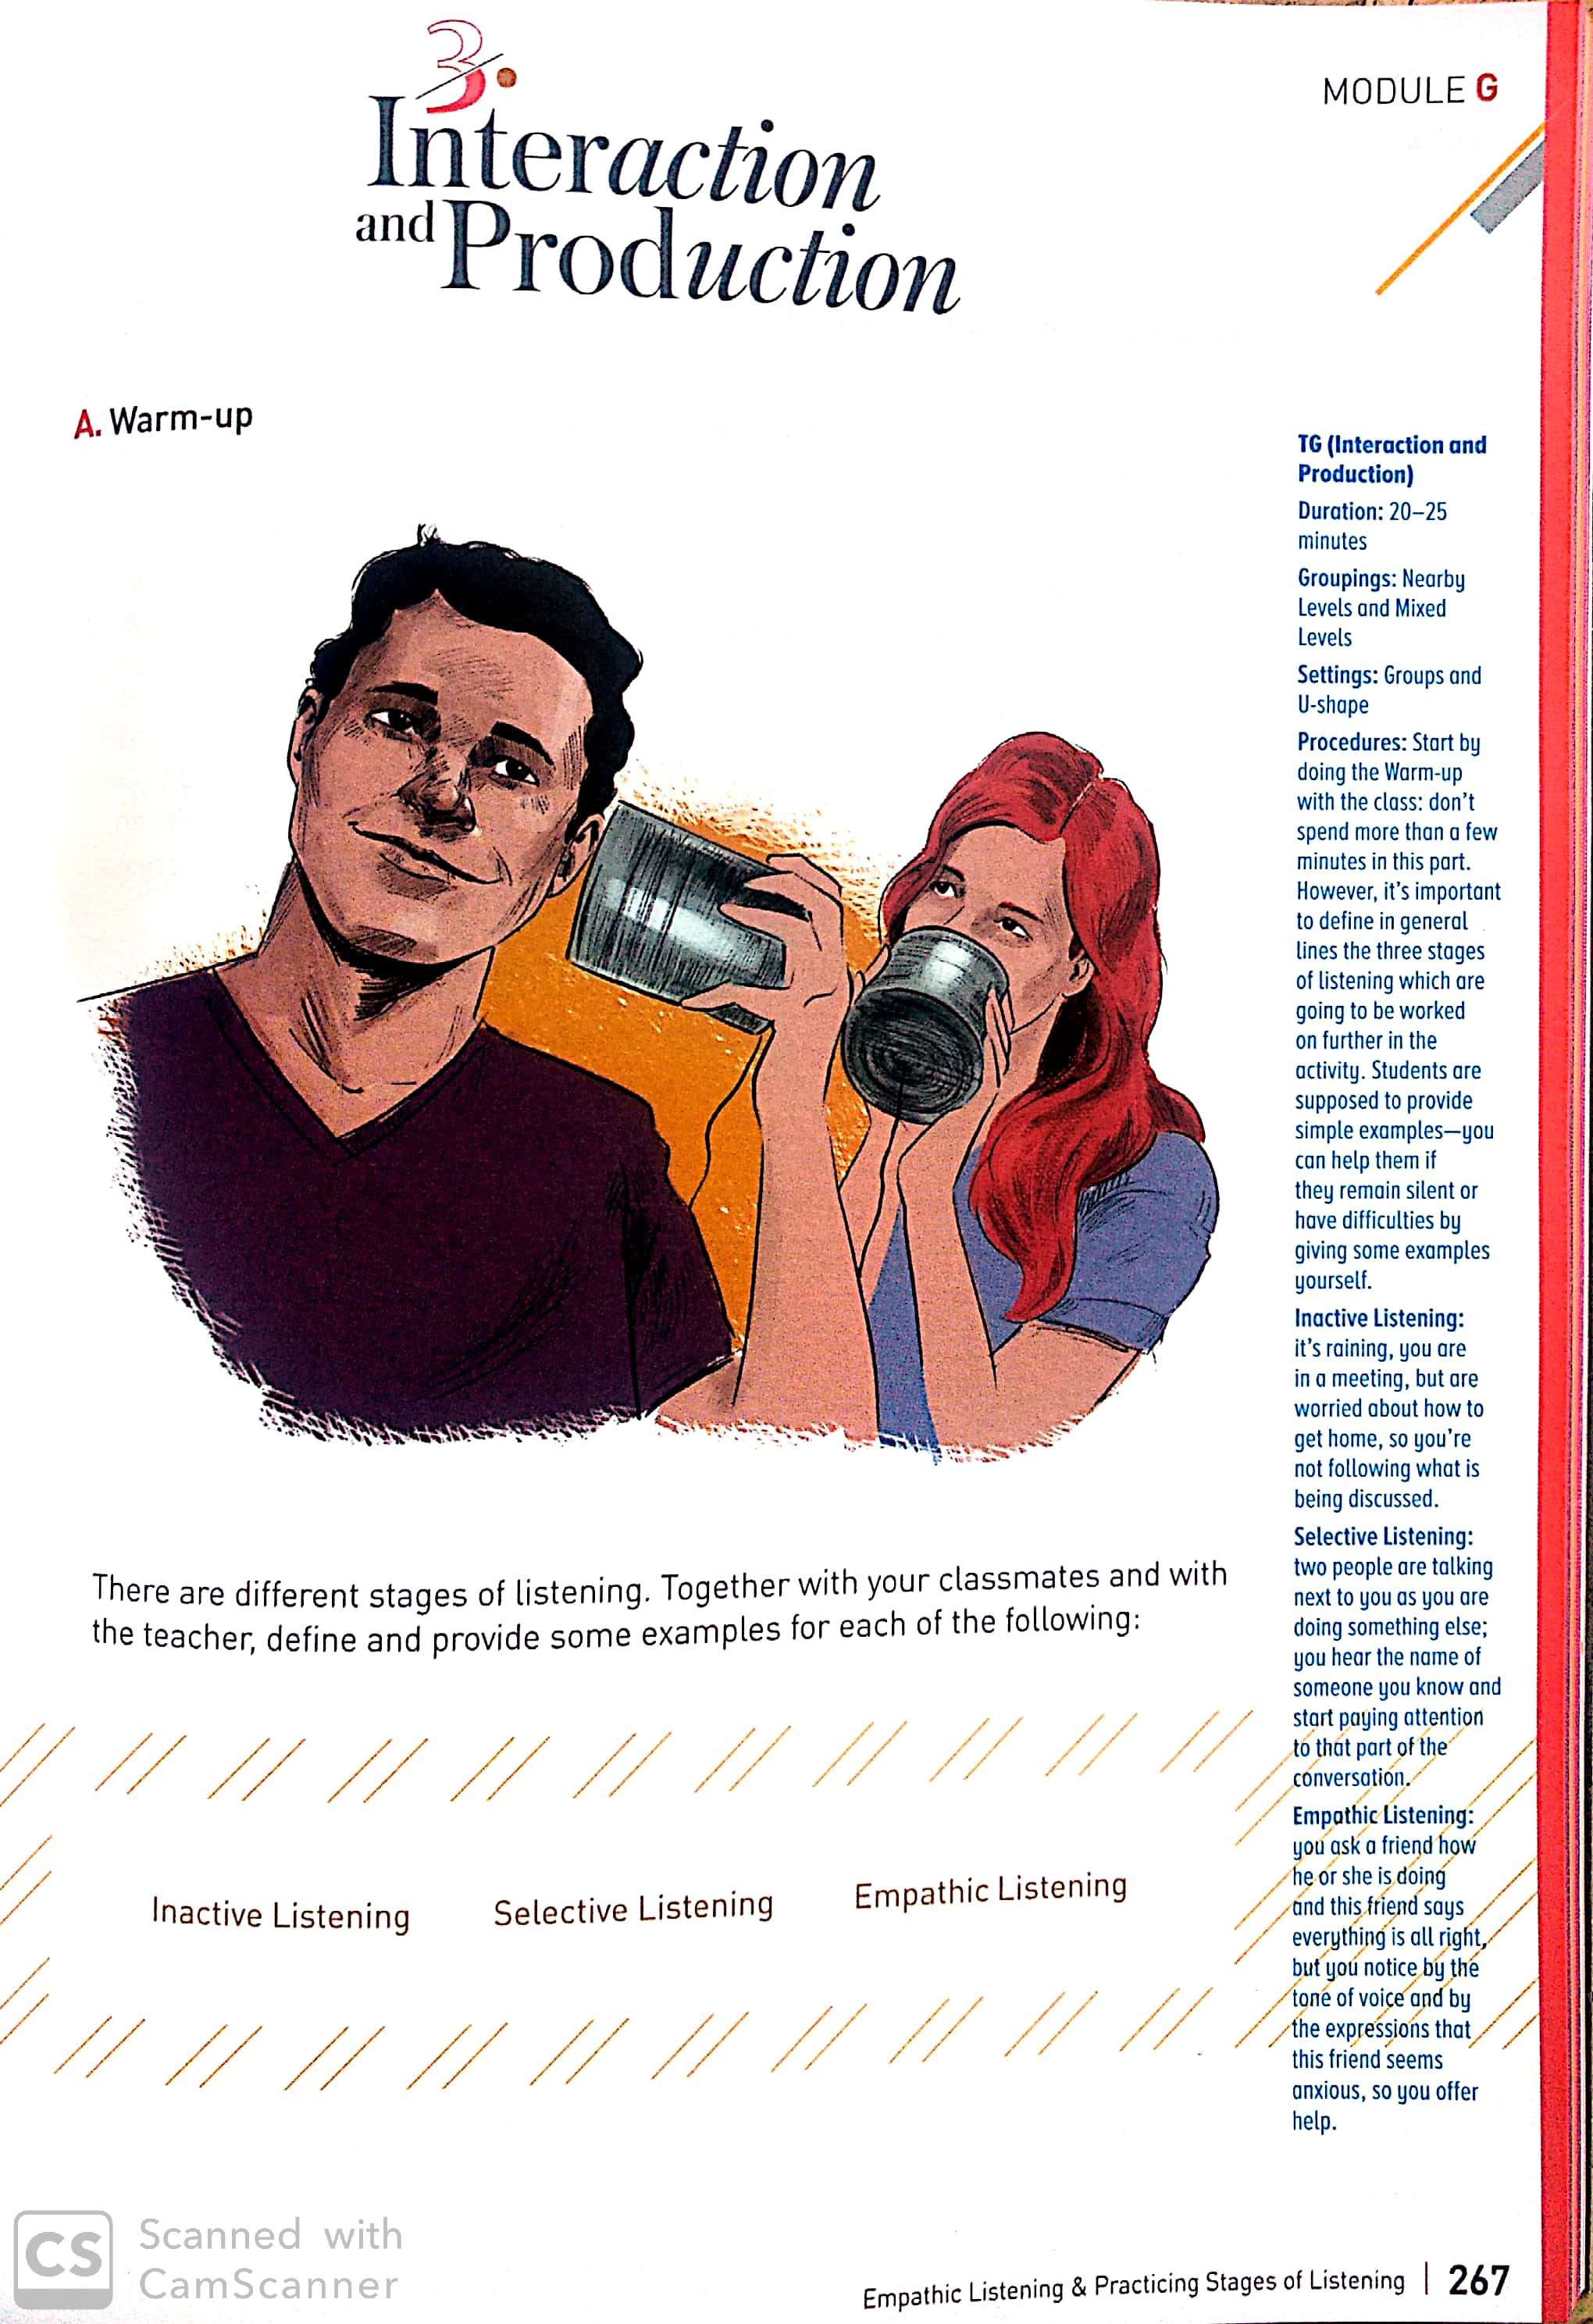 MODULE G
3.
Interaction
and Production
A. Warm-up
There are different stages of listening. Together with your classmates and with
the teacher, define and provide some examples for each of the following:
Inactive Listening
Selective Listening
Empathic Listening
TG (Interaction and
Production)
Duration: 20–25
minutes
Groupings: Nearby
Levels and Mixed
Levels
Settings: Groups and
U-shape
Procedures: Start by
doing the Warm-up
with the class: don't
spend more than a few
minutes in this part.
However, it's important
to define in general
lines the three stages
of listening which are
going to be worked
on further in the
activity. Students are
supposed to provide
simple examples—you
can help them if
they remain silent or
have difficulties by
giving some examples
yourself.
Inactive Listening:
it's raining, you are
in a meeting, but are
worried about how to
get home, so you're
not following what is
being discussed.
Selective Listening:
two people are talking
next to you as you are
doing something else;
you hear the name of
someone you know and
start paying attention
to that part of the
conversation.
Empathic Listening:
you ask a friend how
he or she is doing
and this friend says
everything is all right,
but you notice by the
tone of voice and by
the expressions that
this friend seems
anxious, so you offer
help.
CS
Scanned with
CamScanner
Empathic Listening & Practicing Stages of Listening | 267